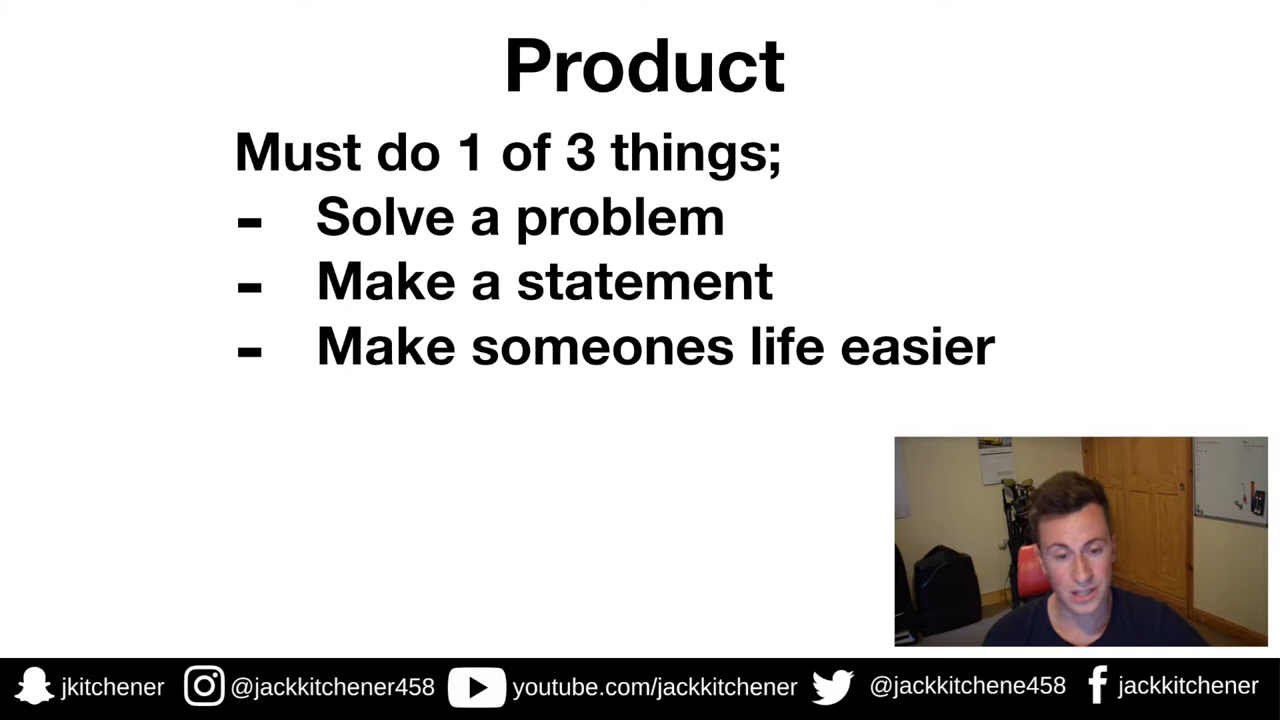 Product
Must do 1 of 3 things;
- Solve a problem
- Make a statement
- Make someones life easier
jkitchener @jackkitchener458 youtube.com/jackkitchener @jackkitchene458 jackkitchener